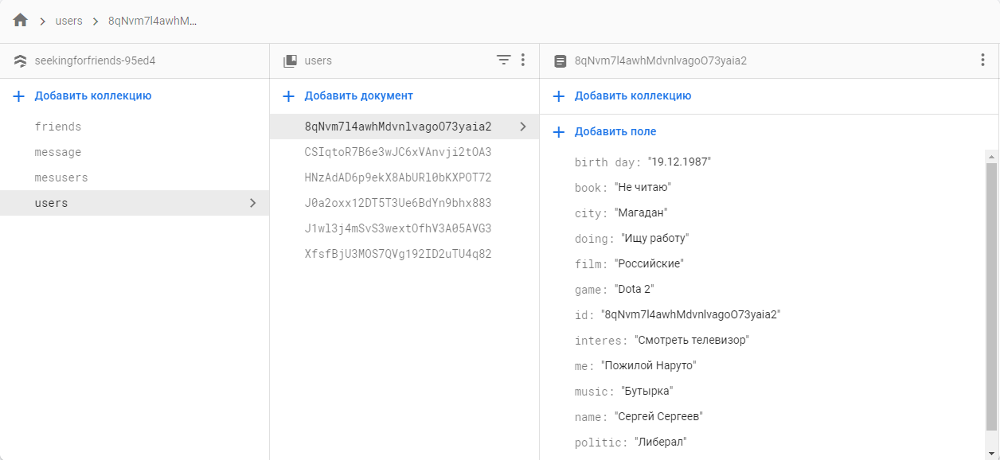 users
8qNvm7l4awhM...
seekingforfriends-95ed4
users
8qNvm7l4awhMdvnlvagoO73yaia2
Добавить коллекцию
Добавить документ
Добавить коллекцию
friends
message
mesusers
users
8qNvm7l4awhMdvnlvagoO73yaia2
CSIqtoR7B6e3wJC6xVAnvji2tOA3
HNzAdAD6p9ekX8AbURl0bKXPOT72
J0a2oxx12DT5T3Ue6BdYn9bhx883
J1wl3j4mSvS3wextOfhV3A05AVG3
XfsfBjU3MOS7QVg192ID2uTU4q82
Добавить поле
birth day: "19.12.1987"
book: "Не читаю"
city: "Магадан"
doing: "Ищу работу"
film: "Российские"
game: "Dota 2"
id: "8qNvm7l4awhMdvnlvagoO73yaia2"
interes: "Смотреть телевизор"
me: "Пожилой Наруто"
music: "Бутырка"
name: "Сергей Сергеев"
politic: "Либерал"